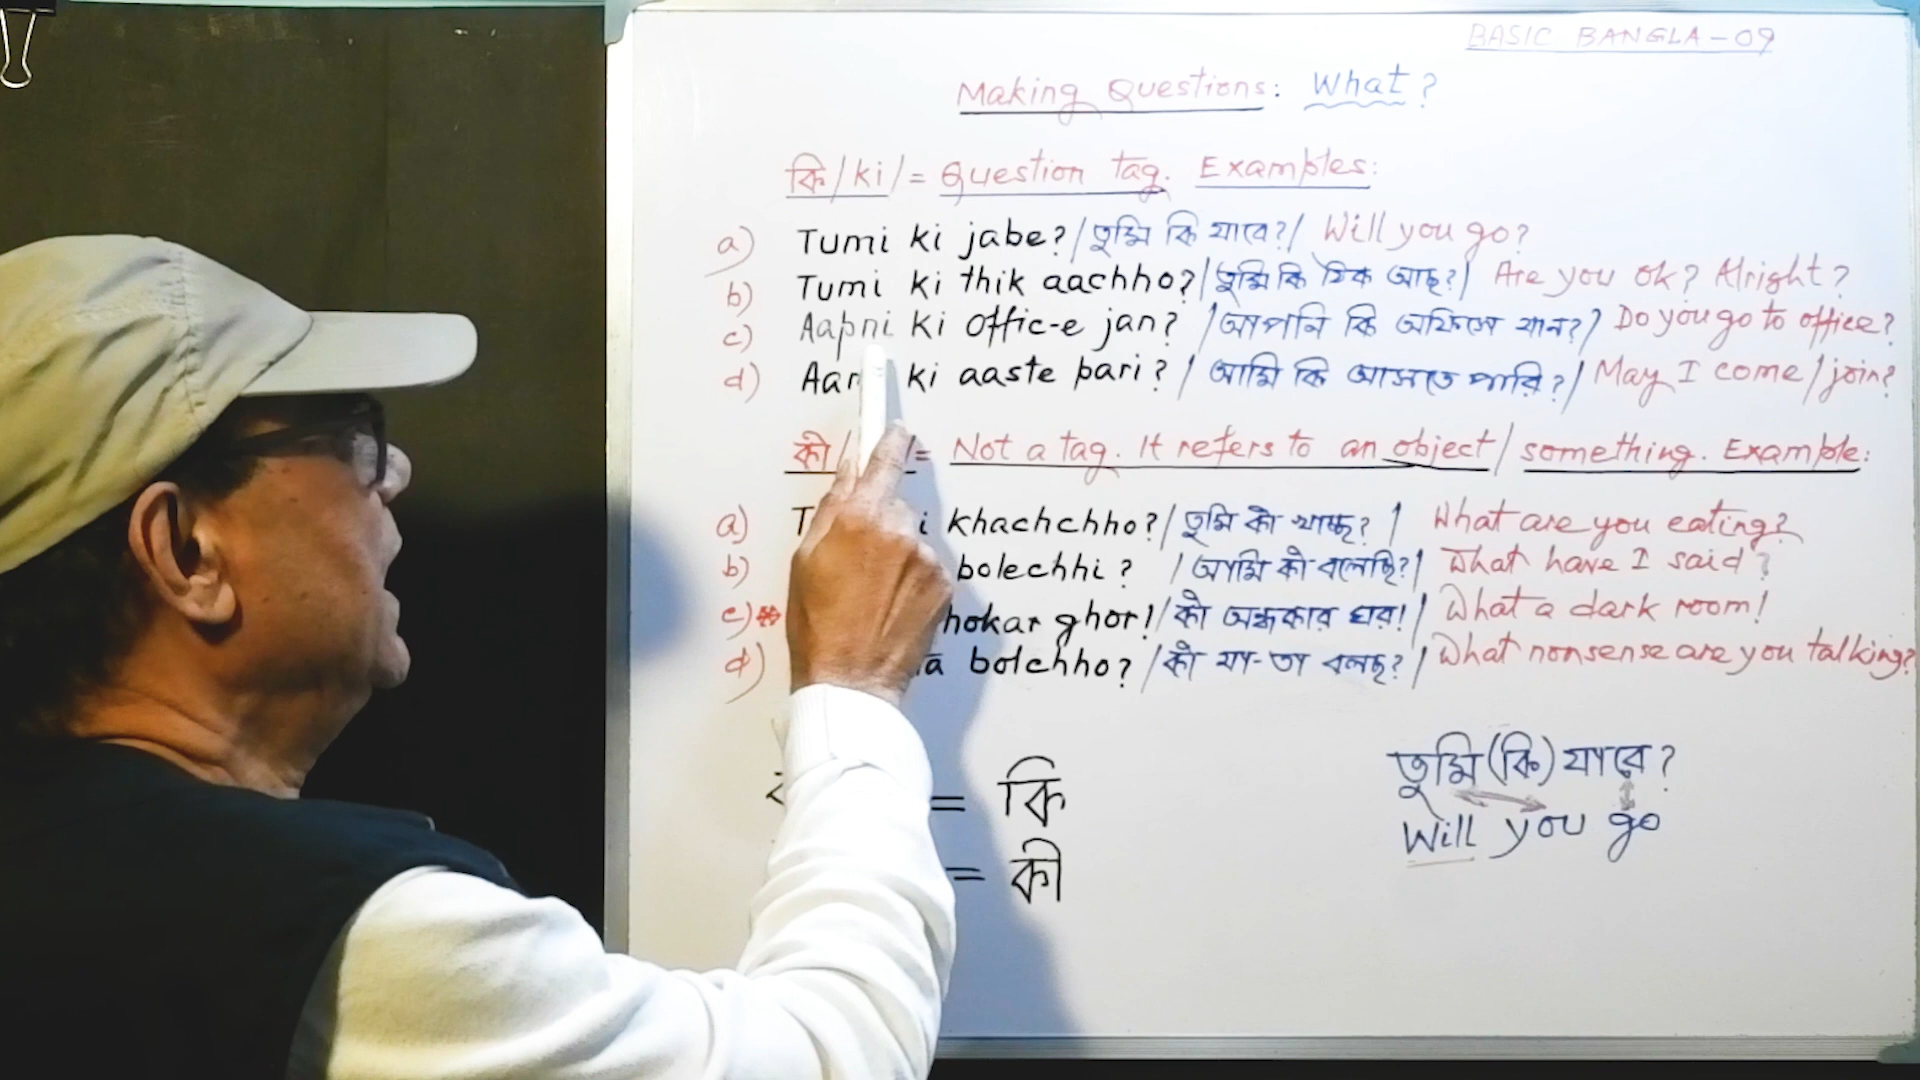 BASIC BANGLA-09
Making Questions: What?
কি/ki/= Question tag. Examples:
a) Tumi ki jabe?/তুমি কি যাবে?/ Will you go?
b) Tumi ki thik aachho?/তুমি কি ঠিক আছ?/ Are you ok? Alright?
c) Aapni ki offic-e jan? /আপনি কি অফিসে যান?/ Do you go to office?
d) ki aaste pari? / আমি কি আসতে পারি?/ May I come/join?
কী/ /= Not a tag. It refers to an object/ something. Example:
a) khachchho?/ তুমি কী খাচ্ছ? / What are you eating?
b) bolechhi? /আমি কী বলেছি?/ What have I said?
c) ghor!/ কী অন্ধকার ঘর!/ What a dark room!
d) bolchho? /কী যা-তা বলছ?/ What nonsense are you talking?
= কি
= কী
তুমি (কি) যাবে?
Will you go